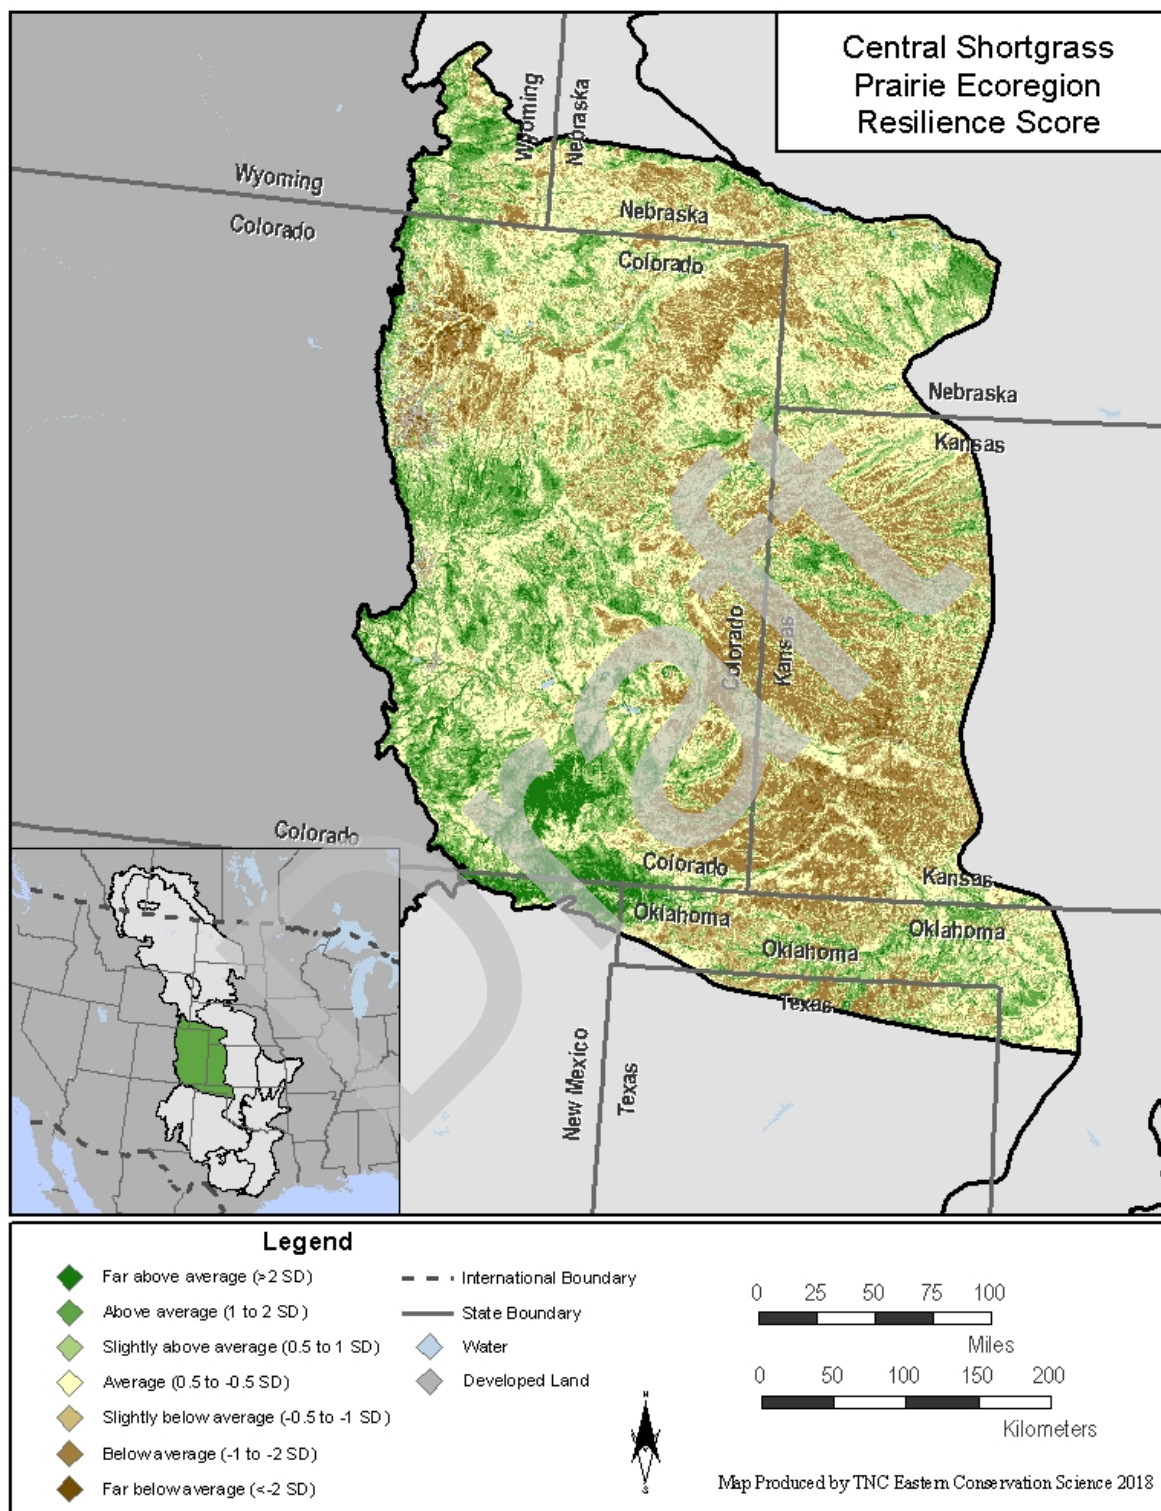 Central Shortgrass
Prairie Ecoregion
Resilience Score
Wyoming
Nebraska
Wyoming
Colorado
Nebraska
Colorado
Nebraska
Kansas
Colorado
Kansas
Colorado
Colorado
Kansas
Oklahoma
Oklahoma
Oklahoma
Texas
New Mexico
Texas
Draft
Legend
Far above average (>2 SD)
Above average (1 to 2 SD)
Slightly above average (0.5 to 1 SD)
Average (0.5 to -0.5 SD)
Slightly below average (-0.5 to -1 SD)
Below average (-1 to -2 SD)
Far below average (<-2 SD)
International Boundary
State Boundary
Water
Developed Land
N
S
0 25 50 75 100
Miles
0 50 100 150 200
Kilometers
Map Produced by TNC Eastern Conservation Science 2018